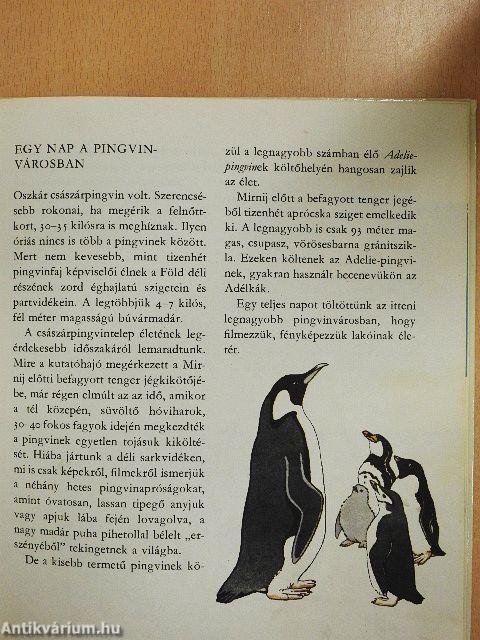 EGY NAP A PINGVIN-
VÁROSBAN
Oszkár császárpingvin volt. Szerencsé-
sebb rokonai, ha megérik a felnőtt-
kort, 30–35 kilósra is meghíznak. Ilyen
óriás nincs is több a pingvinek között.
Mert nem kevesebb, mint tizenhét
pingvinfaj képviselői élnek a Föld déli
részének zord éghajlatú szigetein és
partvidékein. A legtöbbjük 4–7 kilós,
fél méter magasságú búvármadár.
A császárpingvintelep életének leg-
érdekesebb időszakáról lemaradtunk.
Mire a kutatóhajó megérkezett a Mir-
nij előtti befagyott tenger jégkikötőjé-
be, már régen elmúlt az az idő, amikor
a tél közepén, süvöltő hóviharok,
30–40 fokos fagyok idején megkezdték
a pingvinek egyetlen tojásuk kikölté-
sét. Hiába jártunk a déli sarkvidéken,
mi is csak képekről, filmekről ismerjük
a néhány hetes pingvinapróságokat,
amint óvatosan, lassan tipegő anyjuk
vagy apjuk lába fején lovagolva, a
nagy madár puha pihetollal bélelt „er-
szényéből" tekingetnek a világba.
De a kisebb termetű pingvinek kö-
zül a legnagyobb számban élő Adelie-
pingvinek költőhelyén hangosan zajlik
az élet.
Mirnij előtt a befagyott tenger jegé-
ből tizenhét aprócska sziget emelkedik
ki. A legnagyobb is csak 93 méter ma-
gas, csupasz, vörösesbarna gránitszik-
la. Ezeken költenek az Adelie-pingvi-
nek, gyakran használt becenevükön az
Adélkák.
Egy teljes napot töltöttünk az itteni
legnagyobb pingvinvárosban, hogy
filmezzük, fényképezzük lakóinak éle-
tét.
Antikvárium.hu